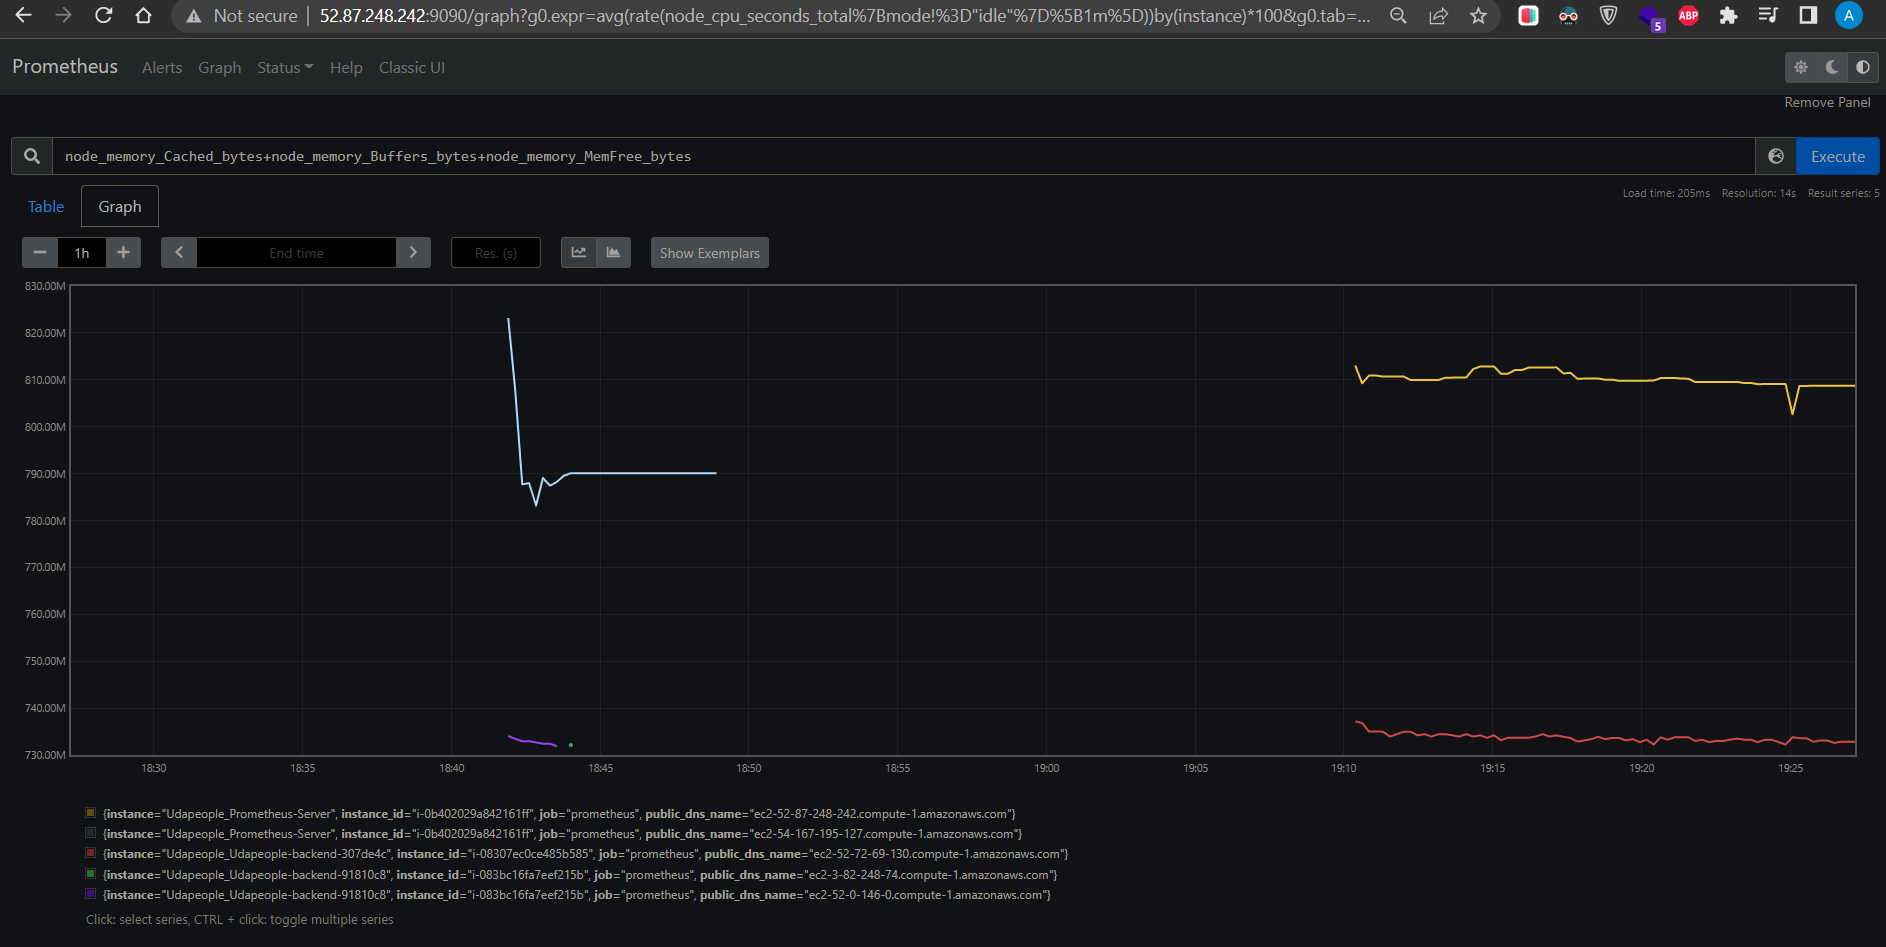 Not secure | 52.87.248.242:9090/graph?g0.expr=avg(rate(node_cpu_seconds_total%7Bmode!%3D"idle"%7D%5B1m%5D))by(instance)*100&g0.tab=...
5
ABP
A
Prometheus Alerts Graph Status Help Classic UI
Remove Panel
node_memory_Cached_bytes+node_memory_Buffers_bytes+node_memory_MemFree_bytes
Execute
Load time: 205ms Resolution: 14s Result series: 5
Table Graph
− 1h + End time Res. (s) Show Exemplars
830.00M
820.00M
810.00M
800.00M
790.00M
780.00M
770.00M
760.00M
750.00M
740.00M
730.00M
18:30 18:35 18:40 18:45 18:50 18:55 19:00 19:05 19:10 19:15 19:20 19:25
{instance="Udapeople_Prometheus-Server", instance_id="i-0b402029a842161ff", job="prometheus", public_dns_name="ec2-52-87-248-242.compute-1.amazonaws.com"}
{instance="Udapeople_Prometheus-Server", instance_id="i-0b402029a842161ff", job="prometheus", public_dns_name="ec2-54-167-195-127.compute-1.amazonaws.com"}
{instance="Udapeople_Udapeople-backend-307de4c", instance_id="i-08307ec0ce485b585", job="prometheus", public_dns_name="ec2-52-72-69-130.compute-1.amazonaws.com"}
{instance="Udapeople_Udapeople-backend-91810c8", instance_id="i-083bc16fa7eef215b", job="prometheus", public_dns_name="ec2-3-82-248-74.compute-1.amazonaws.com"}
{instance="Udapeople_Udapeople-backend-91810c8", instance_id="i-083bc16fa7eef215b", job="prometheus", public_dns_name="ec2-52-0-146-0.compute-1.amazonaws.com"}
Click: select series, CTRL + click: toggle multiple series